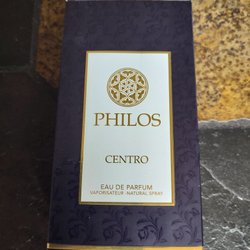 PHILOS
CENTRO
EAU DE PARFUM
VAPORISATEUR - NATURAL SPRAY